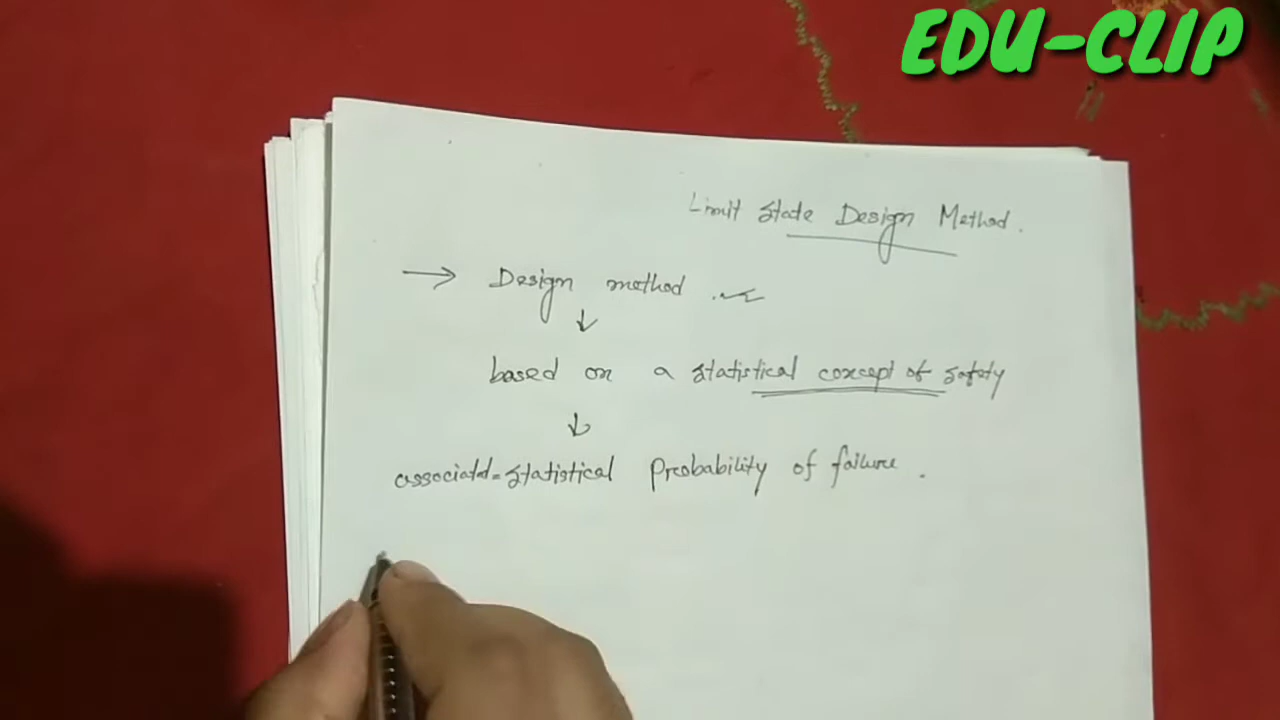 EDU-CLIP
Limit State Design Method.
→ Design method.
↓
based on a statistical concept of safety
↓
associated statistical Probability of failure.